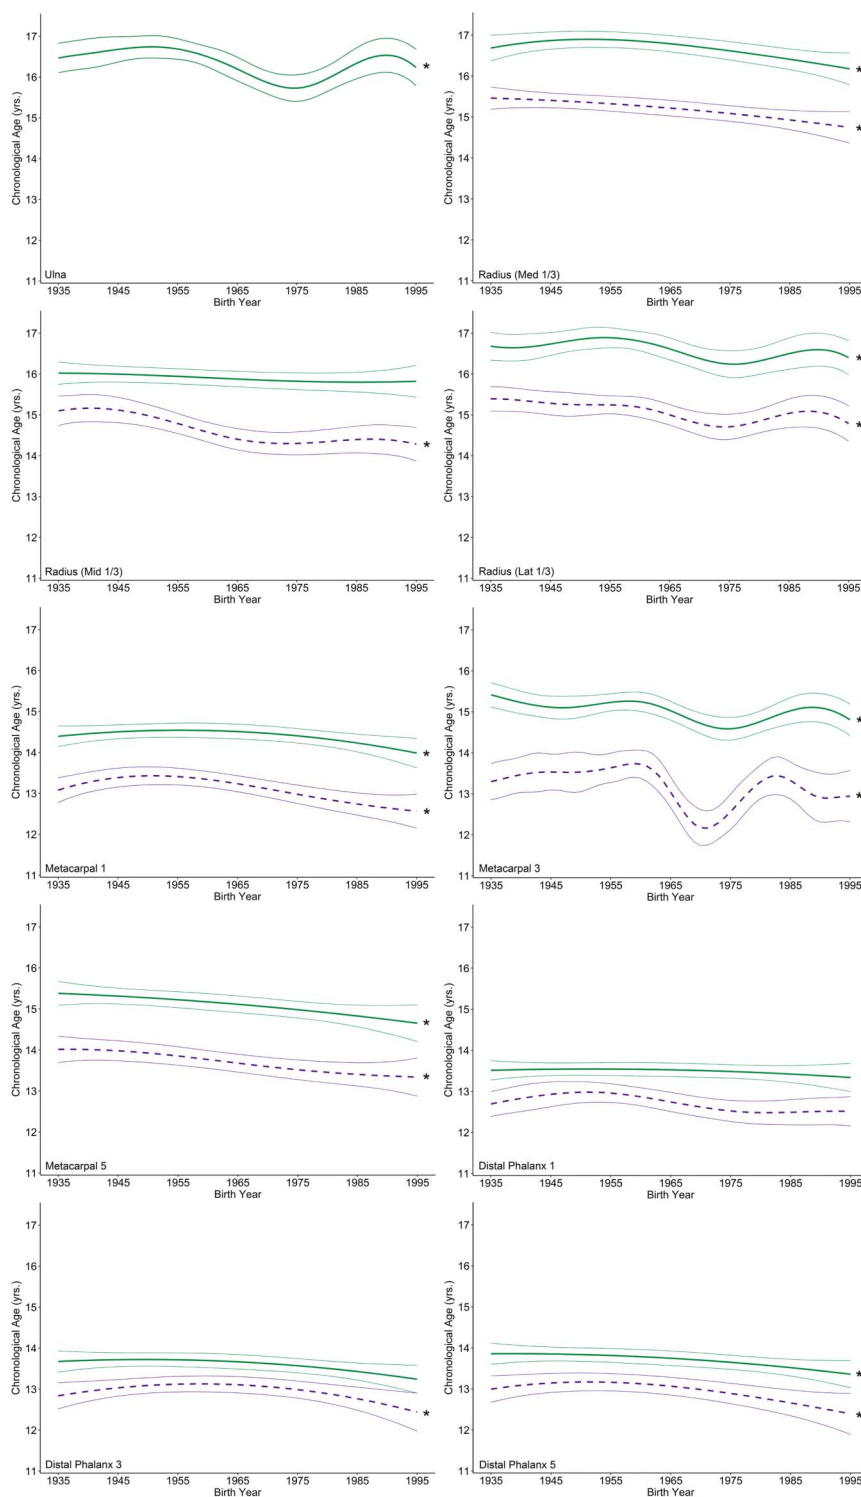 Chronological Age (yrs.)
17
16
15
14
13
12
11
Ulna
1935 1945 1955 1965 1975 1985 1995
Birth Year
*
Chronological Age (yrs.)
17
16
15
14
13
12
11
Radius (Med 1/3)
1935 1945 1955 1965 1975 1985 1995
Birth Year
*
*
Chronological Age (yrs.)
17
16
15
14
13
12
11
Radius (Mid 1/3)
1935 1945 1955 1965 1975 1985 1995
Birth Year
*
Chronological Age (yrs.)
17
16
15
14
13
12
11
Radius (Lat 1/3)
1935 1945 1955 1965 1975 1985 1995
Birth Year
*
*
Chronological Age (yrs.)
17
16
15
14
13
12
11
Metacarpal 1
1935 1945 1955 1965 1975 1985 1995
Birth Year
*
*
Chronological Age (yrs.)
17
16
15
14
13
12
11
Metacarpal 3
1935 1945 1955 1965 1975 1985 1995
Birth Year
*
*
Chronological Age (yrs.)
17
16
15
14
13
12
11
Metacarpal 5
1935 1945 1955 1965 1975 1985 1995
Birth Year
*
*
Chronological Age (yrs.)
17
16
15
14
13
12
11
Distal Phalanx 1
1935 1945 1955 1965 1975 1985 1995
Birth Year
Chronological Age (yrs.)
17
16
15
14
13
12
11
Distal Phalanx 3
1935 1945 1955 1965 1975 1985 1995
Birth Year
*
Chronological Age (yrs.)
17
16
15
14
13
12
11
Distal Phalanx 5
1935 1945 1955 1965 1975 1985 1995
Birth Year
*
*